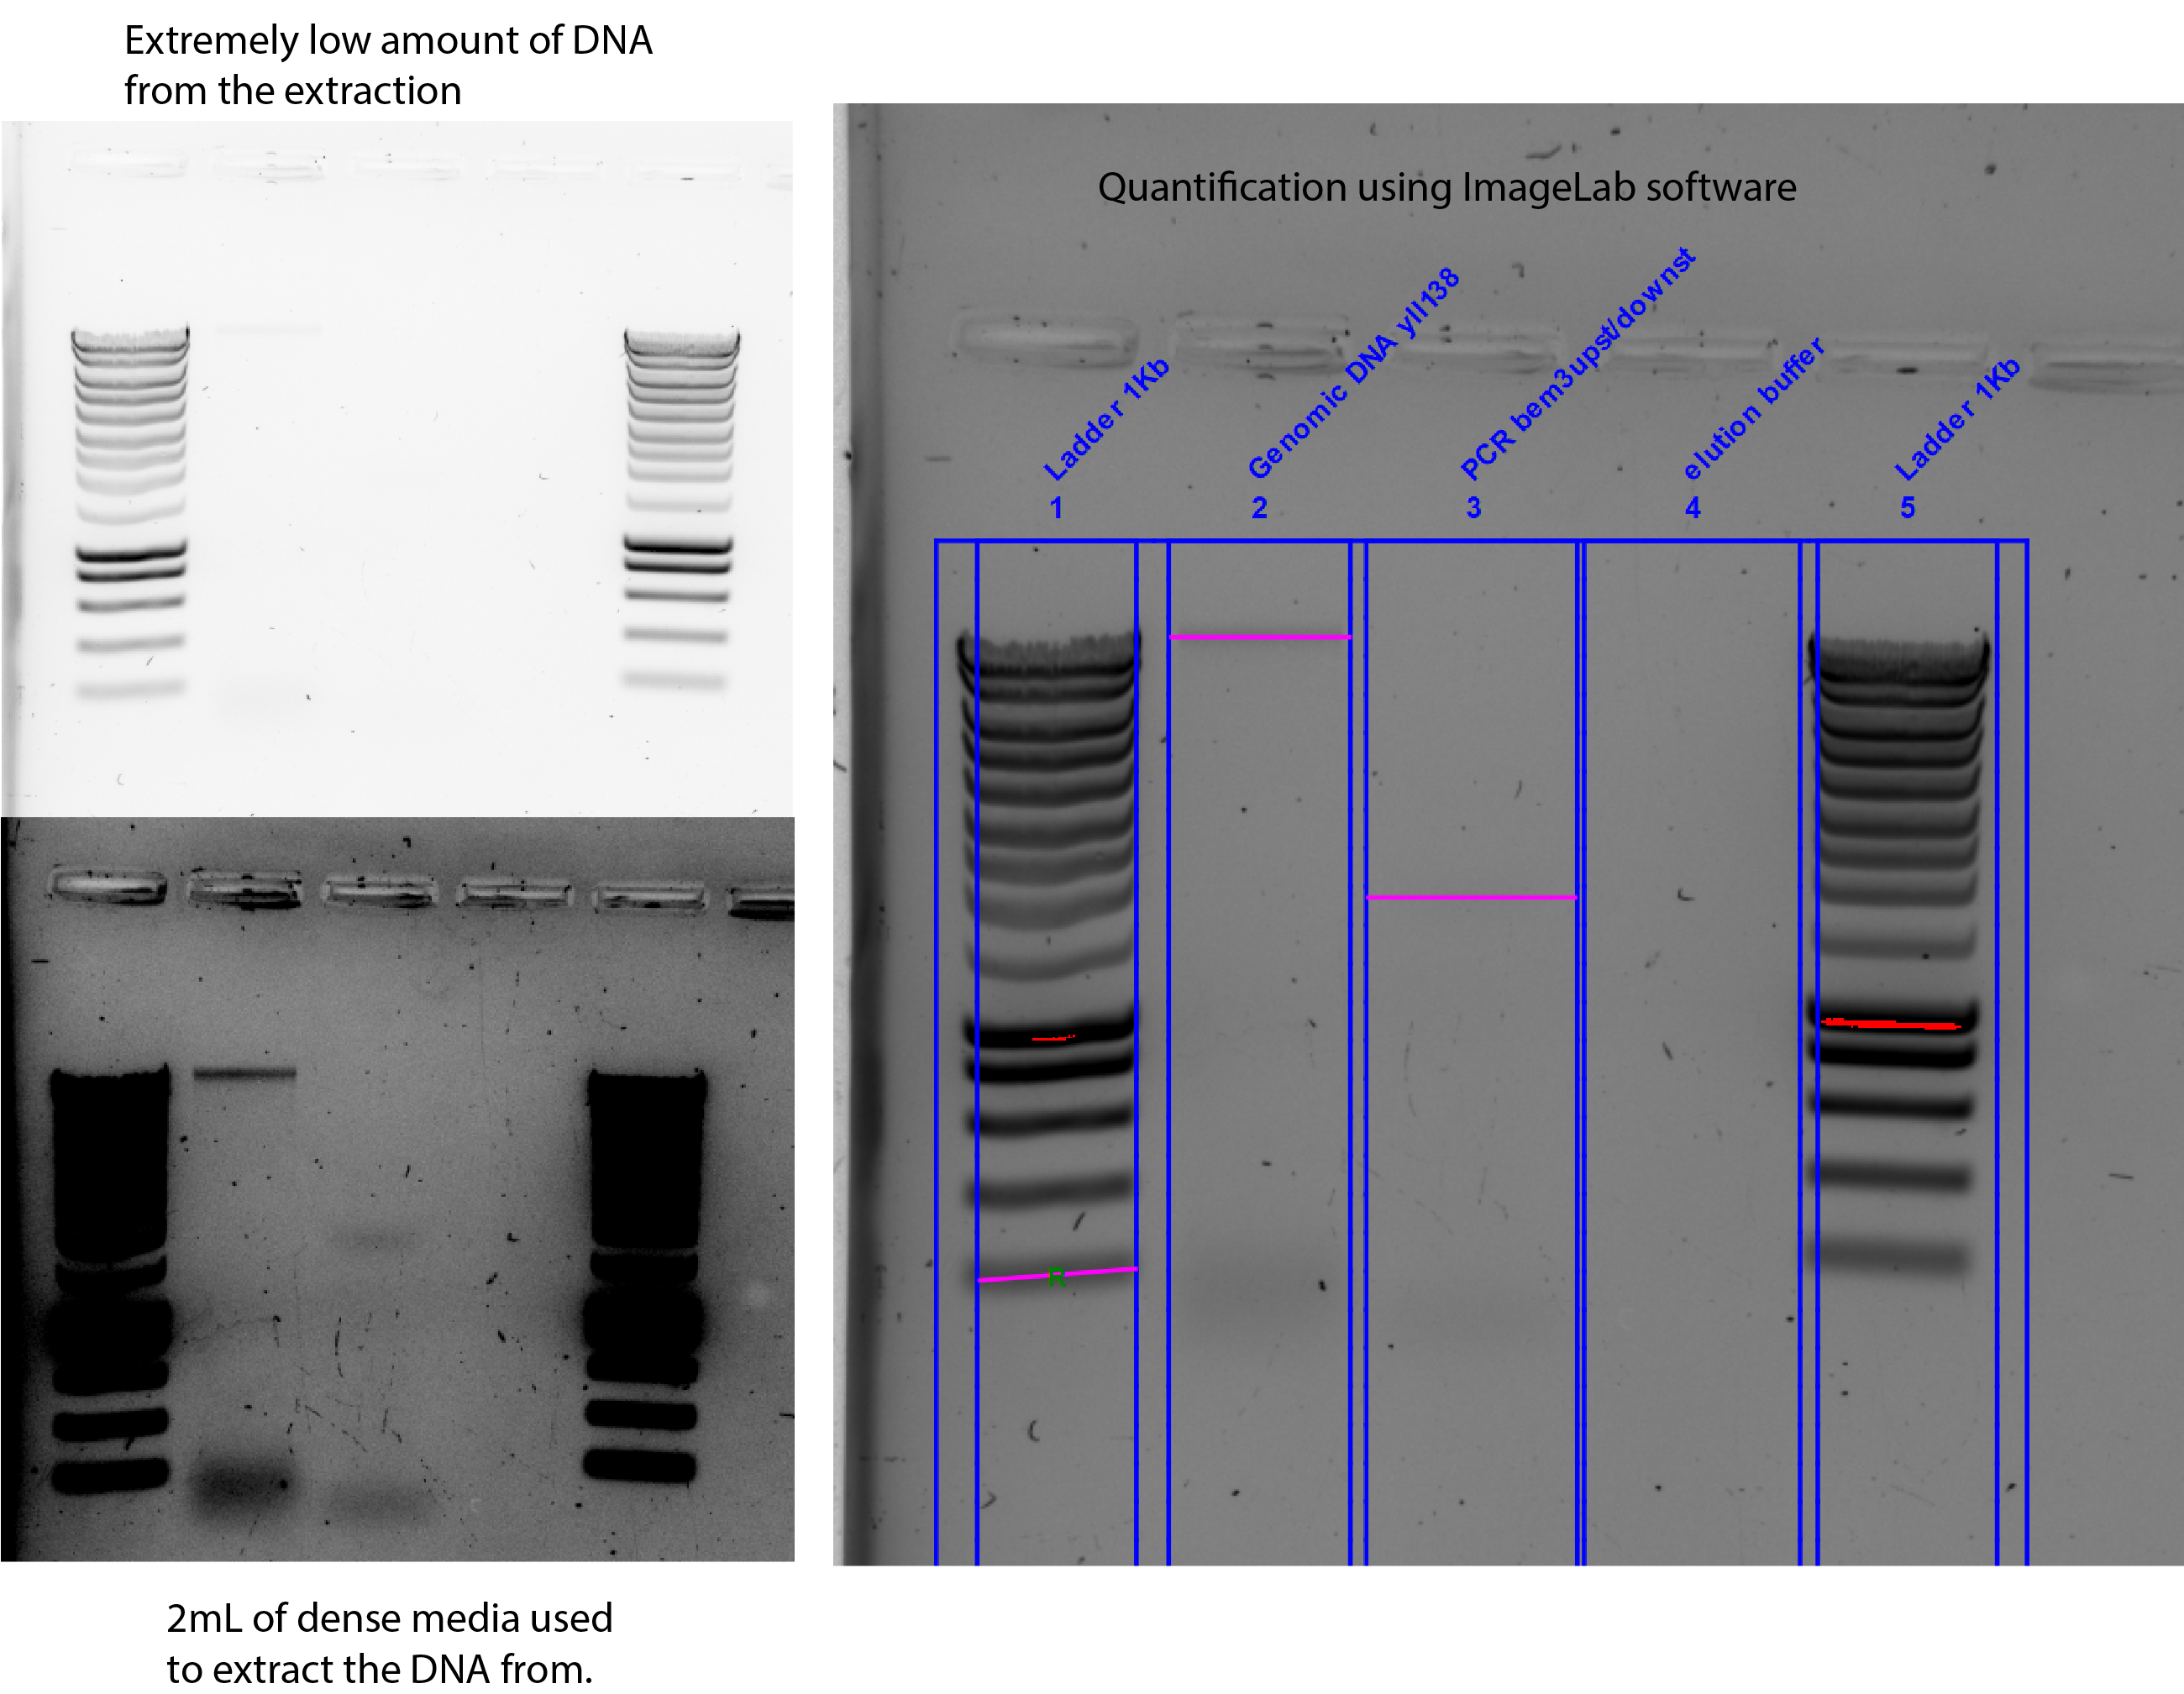 Extremely low amount of DNA
from the extraction
Quantification using ImageLab software
Ladder 1Kb
Genomic DNA yll138
PCR bem3upst/downst
elution buffer
Ladder 1Kb
1
2
3
4
5
R
2mL of dense media used
to extract the DNA from.